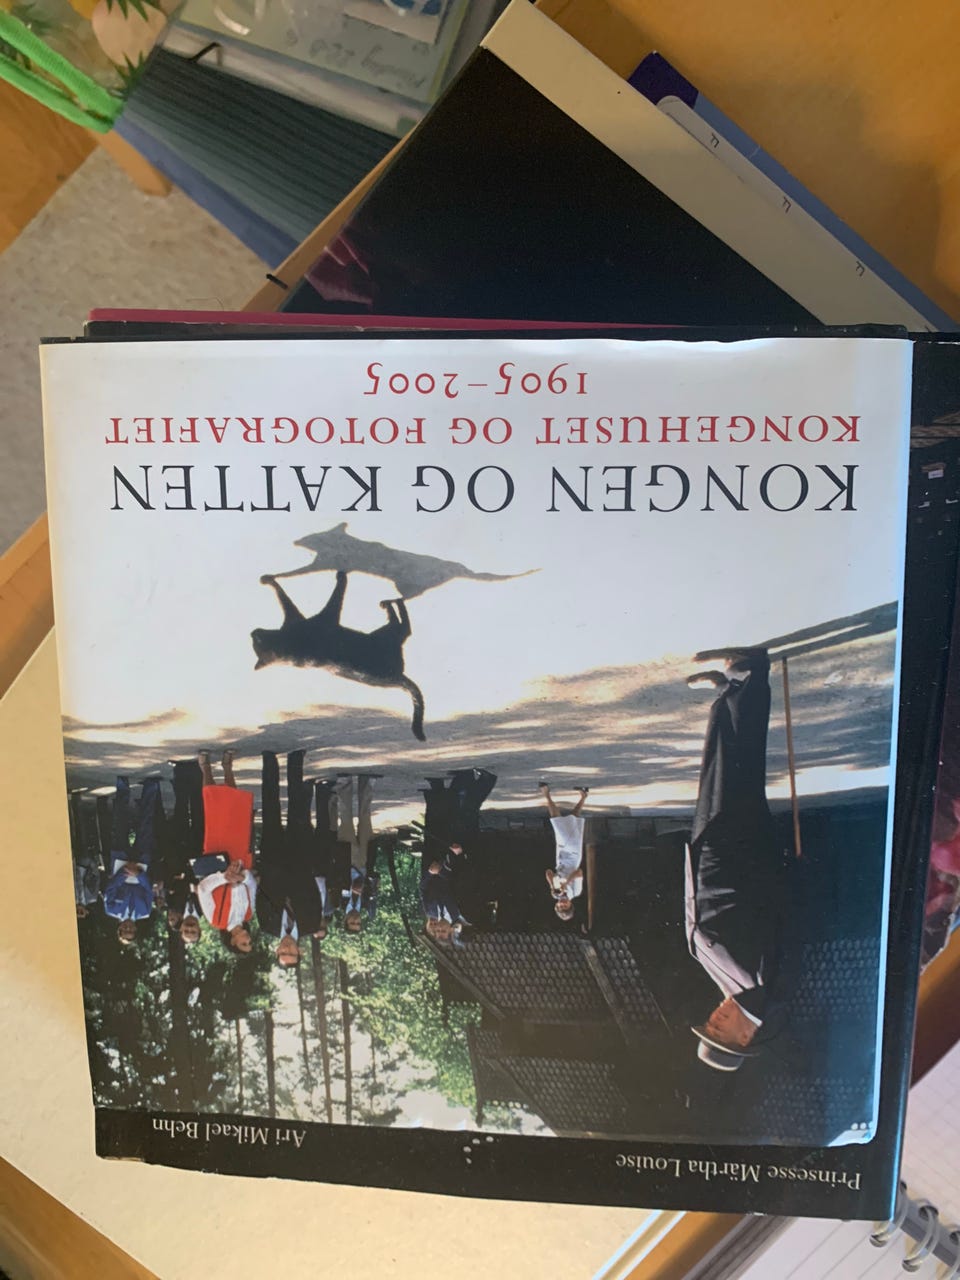 Prinsesse Märtha Louise
Ari Mikael Behn
KONGEN OG KATTEN
KONGEHUSET OG FOTOGRAFIET
1905–2005